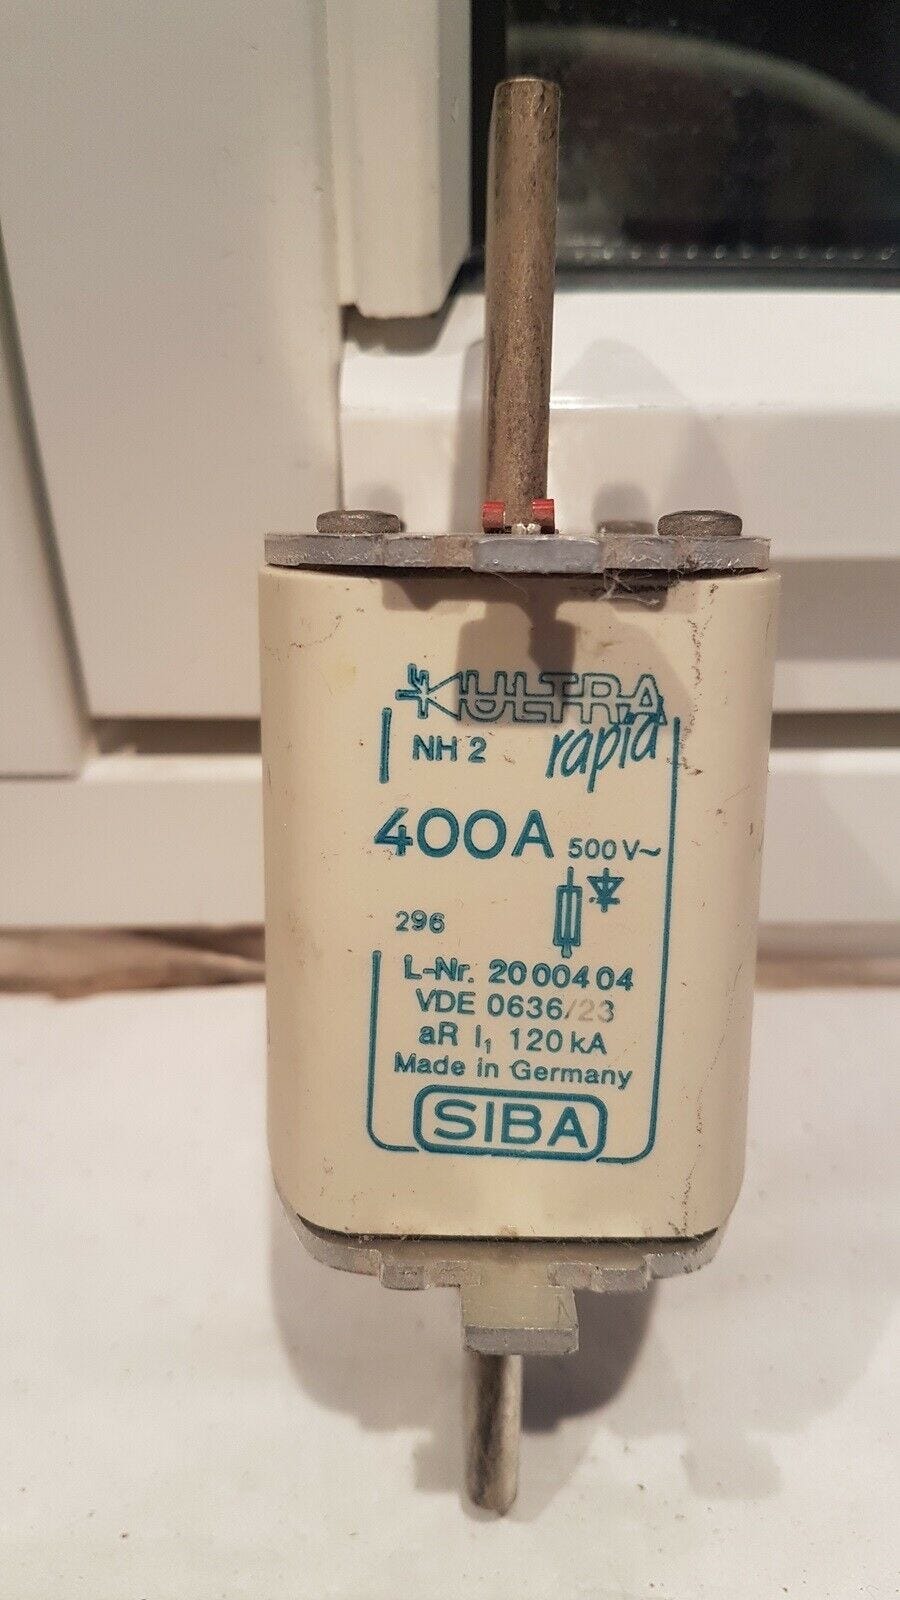 ULTRA
rapid
NH 2
400A 500V~
296
L-Nr. 20 004 04
VDE 0636/23
aR I₁ 120 kA
Made in Germany
SIBA